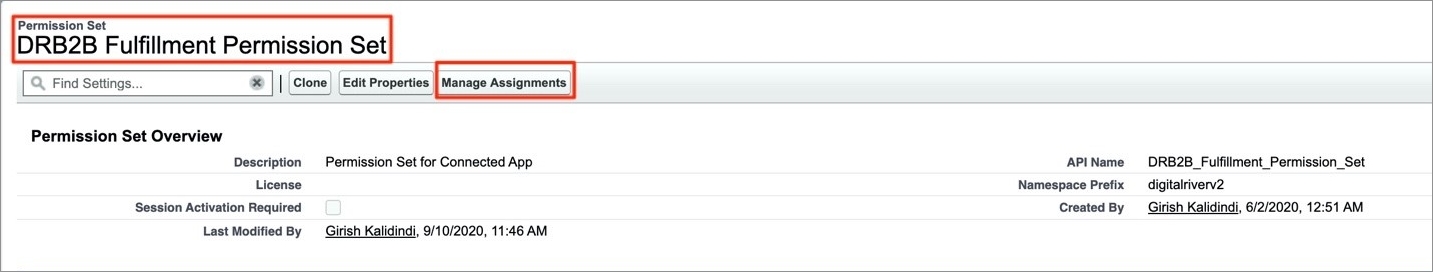 Permission Set
DRB2B Fulfillment Permission Set
Find Settings... Clone Edit Properties Manage Assignments
Permission Set Overview
Description Permission Set for Connected App API Name DRB2B_Fulfillment_Permission_Set
License Namespace Prefix digitalriverv2
Session Activation Required Created By Girish Kalidindi, 6/2/2020, 12:51 AM
Last Modified By Girish Kalidindi, 9/10/2020, 11:46 AM